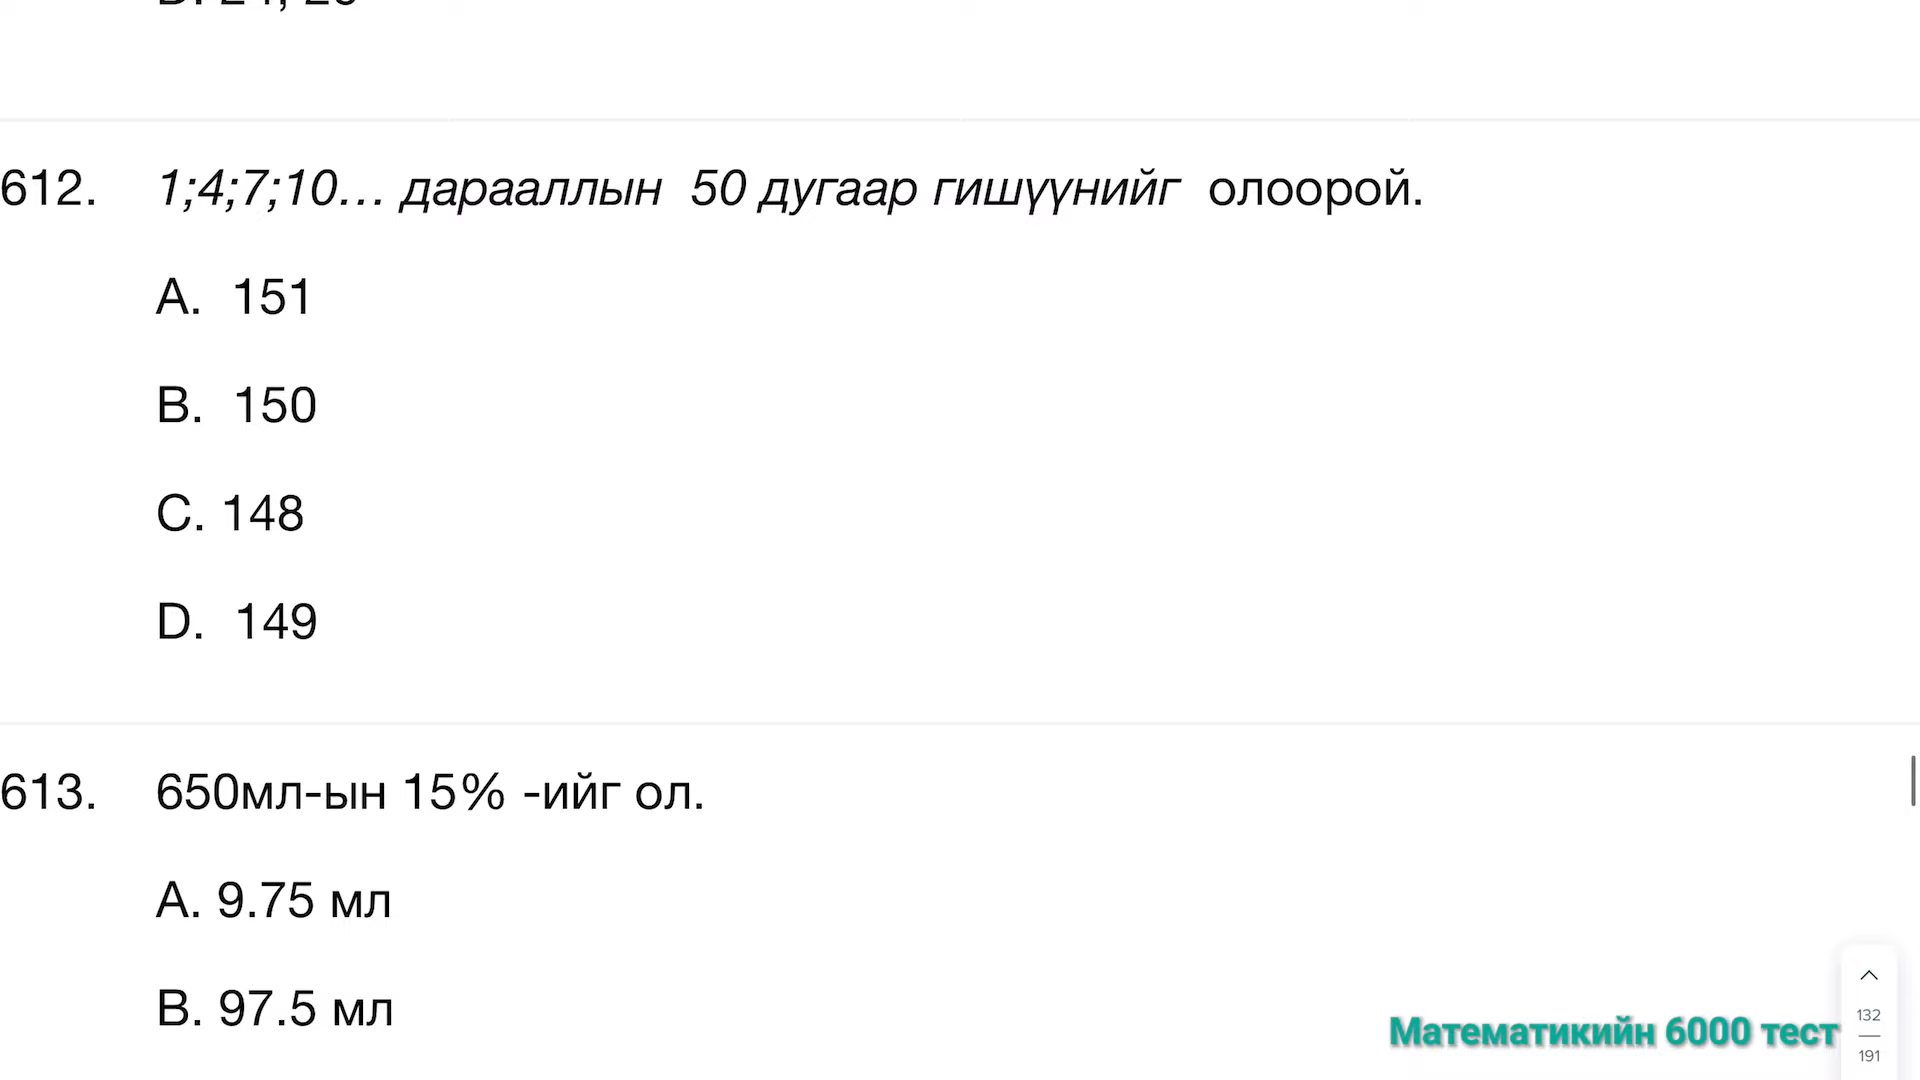 612. 1;4;7;10... дарааллын 50 дугаар гишүүнийг олоорой.
A. 151
B. 150
C. 148
D. 149
613. 650мл-ын 15% -ийг ол.
A. 9.75 мл
B. 97.5 мл
Математикийн 6000 тест
132
191